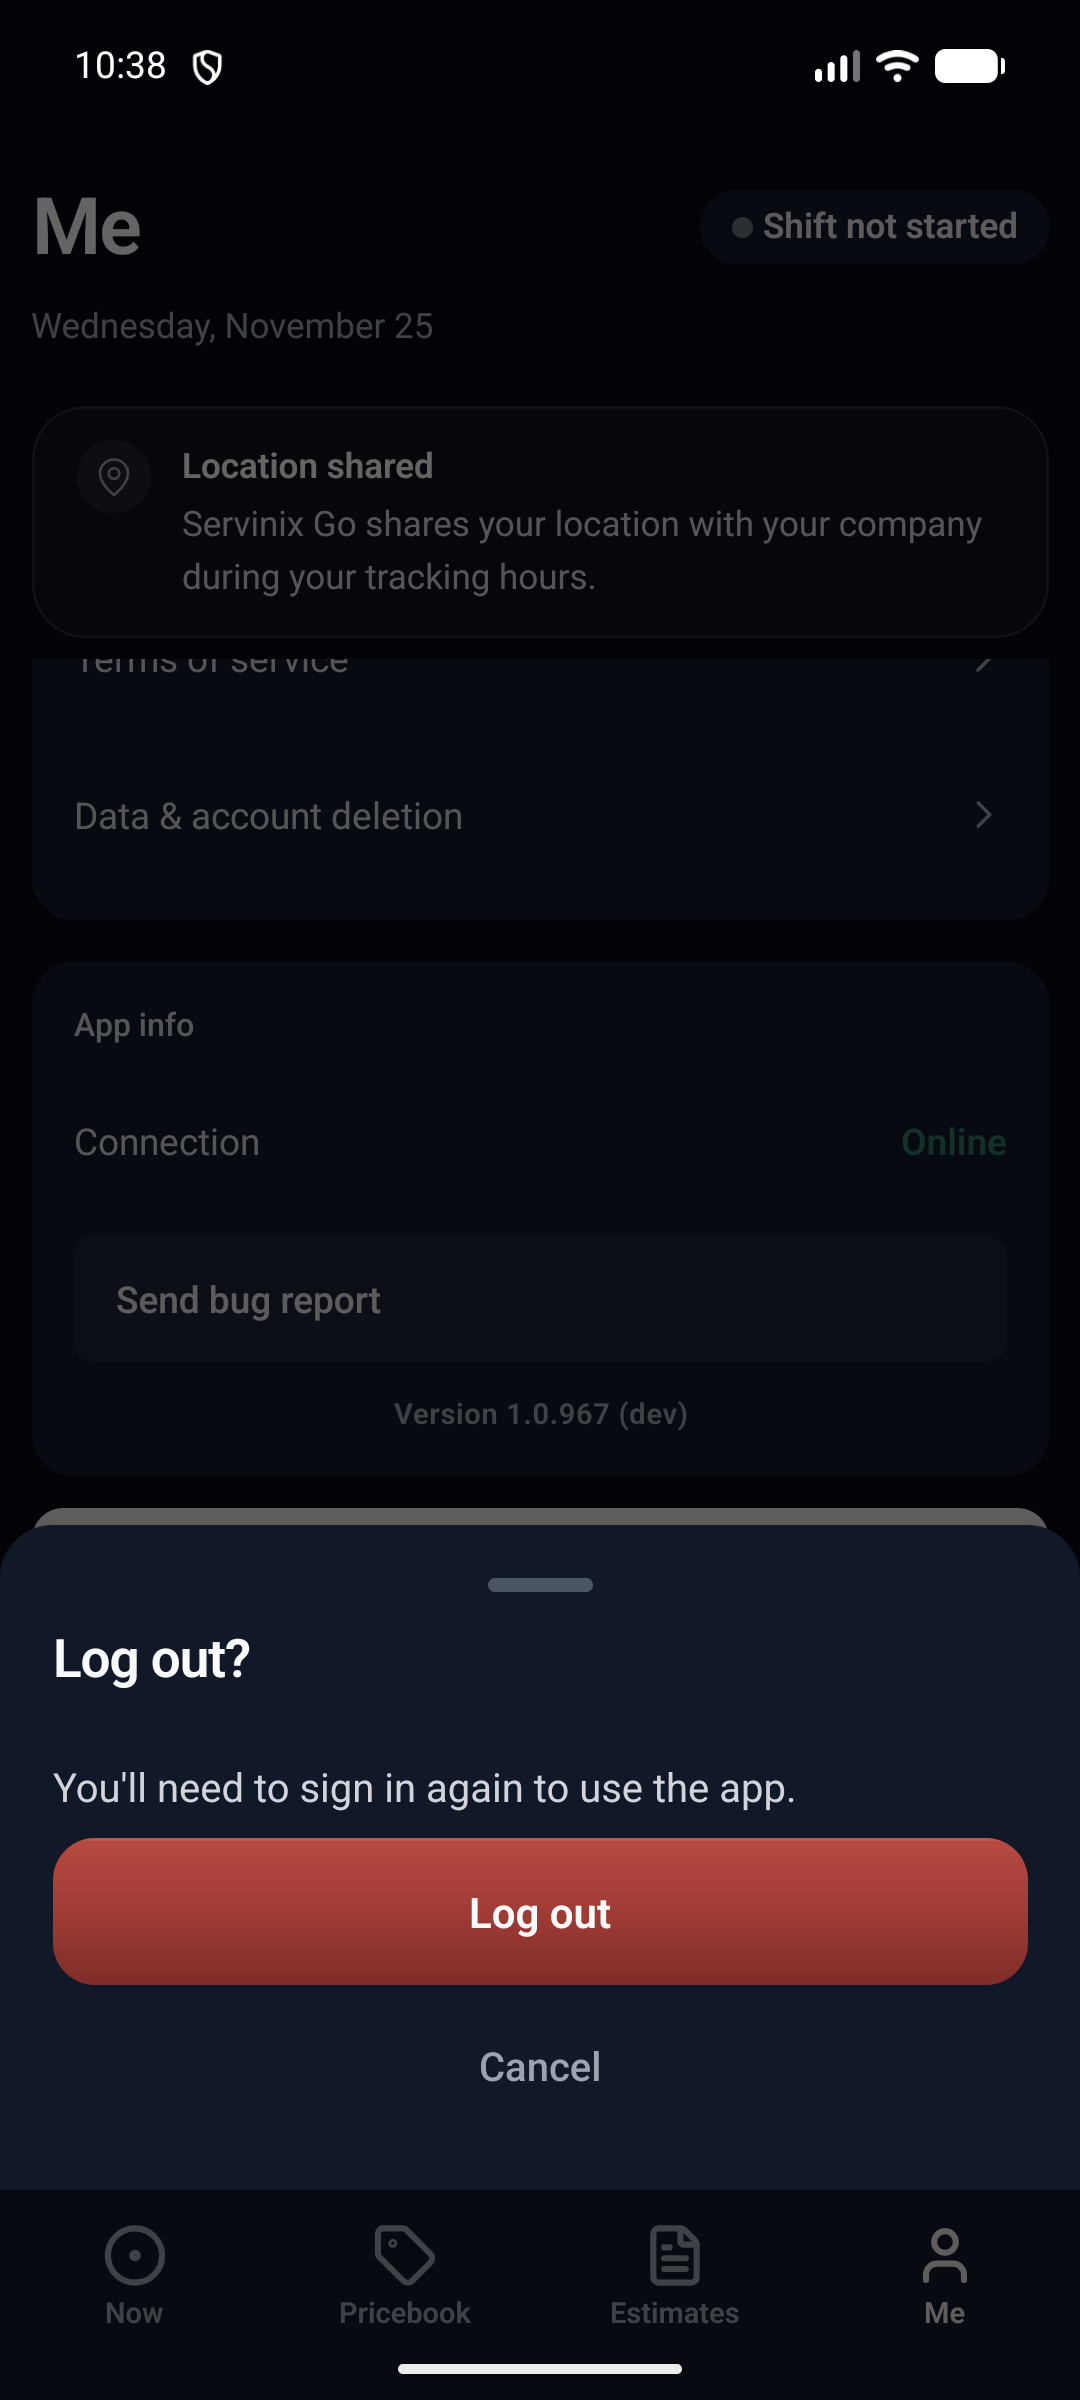 10:38
Me
Shift not started
Wednesday, November 25
Location shared
Servinix Go shares your location with your company
during your tracking hours.
Terms of service
Data & account deletion
App info
Connection
Online
Send bug report
Version 1.0.967 (dev)
Log out?
You'll need to sign in again to use the app.
Log out
Cancel
Now
Pricebook
Estimates
Me